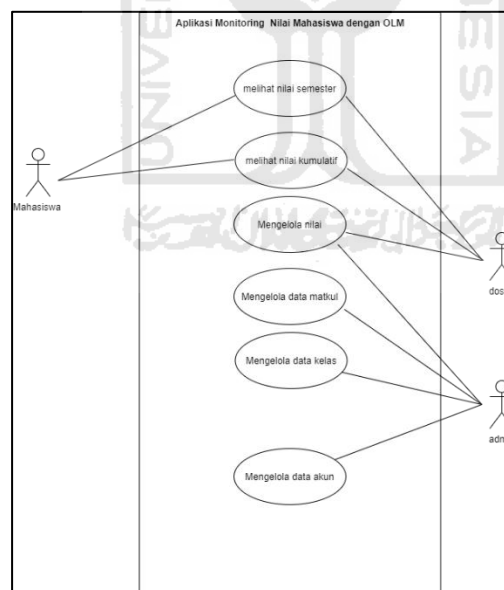 Aplikasi Monitoring Nilai Mahasiswa dengan OLM
melihat nilai semester
melihat nilai kumulatif
Mahasiswa
Mengelola nilai
dos
Mengelola data matkul
Mengelola data kelas
adm
Mengelola data akun